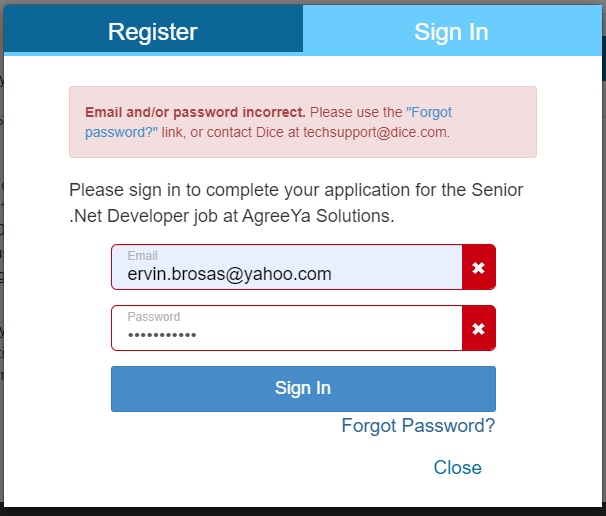 Register
Sign In
Email and/or password incorrect. Please use the "Forgot
password?" link, or contact Dice at techsupport@dice.com.
Please sign in to complete your application for the Senior
.Net Developer job at AgreeYa Solutions.
Email
ervin.brosas@yahoo.com
Password
Sign In
Forgot Password?
Close